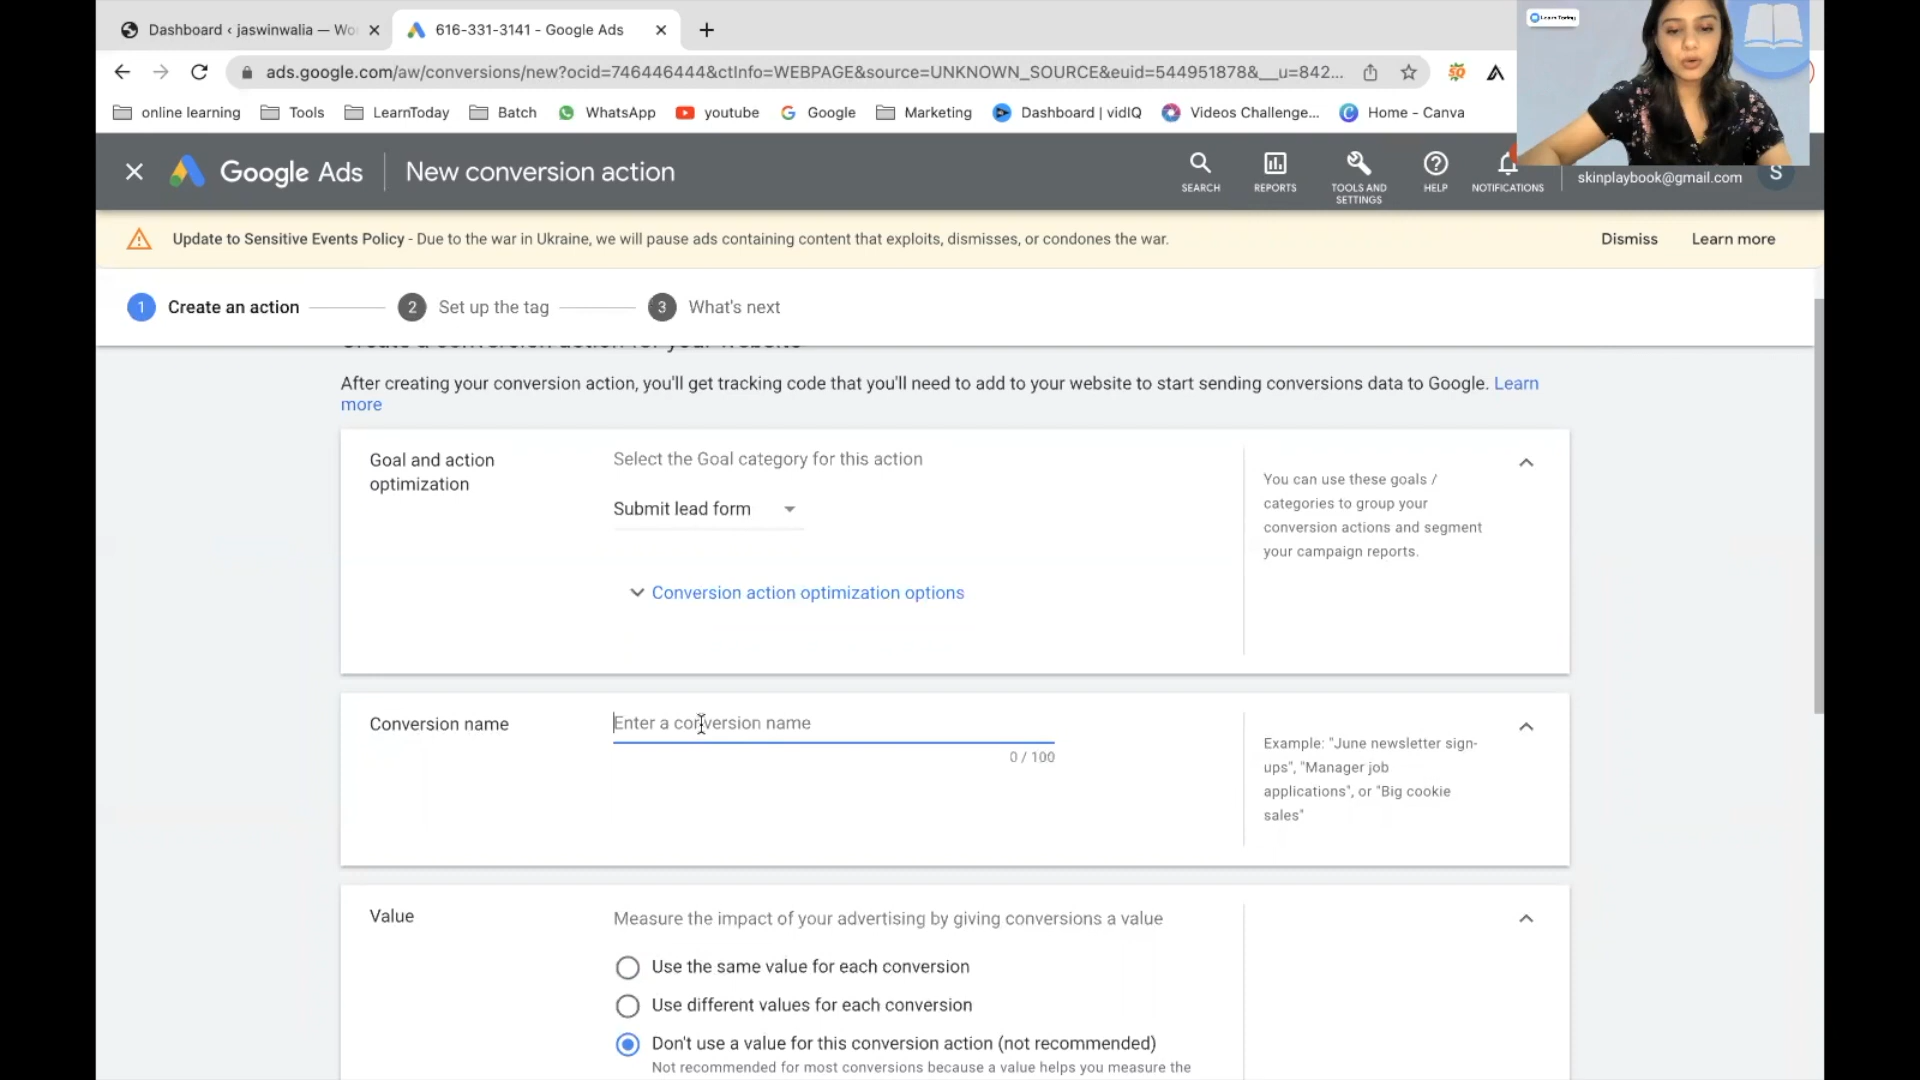 Dashboard ‹ jaswinwalia — Wo
616-331-3141 - Google Ads
Learn Today
ads.google.com/aw/conversions/new?ocid=746446444&ctInfo=WEBPAGE&source=UNKNOWN_SOURCE&euid=544951878&__u=842...
online learning
Tools
LearnToday
Batch
WhatsApp
youtube
Google
Marketing
Dashboard | vidIQ
Videos Challenge...
Home - Canva
Google Ads
New conversion action
SEARCH
REPORTS
TOOLS AND
SETTINGS
HELP
NOTIFICATIONS
skinplaybook@gmail.com
S
Update to Sensitive Events Policy - Due to the war in Ukraine, we will pause ads containing content that exploits, dismisses, or condones the war.
Dismiss
Learn more
1 Create an action
2 Set up the tag
3 What's next
Create a conversion action for your website
After creating your conversion action, you'll get tracking code that you'll need to add to your website to start sending conversions data to Google. Learn
more
Goal and action
optimization
Select the Goal category for this action
Submit lead form
Conversion action optimization options
You can use these goals /
categories to group your
conversion actions and segment
your campaign reports.
Conversion name
Enter a conversion name
0 / 100
Example: "June newsletter sign-
ups", "Manager job
applications", or "Big cookie
sales"
Value
Measure the impact of your advertising by giving conversions a value
Use the same value for each conversion
Use different values for each conversion
Don't use a value for this conversion action (not recommended)
Not recommended for most conversions because a value helps you measure the